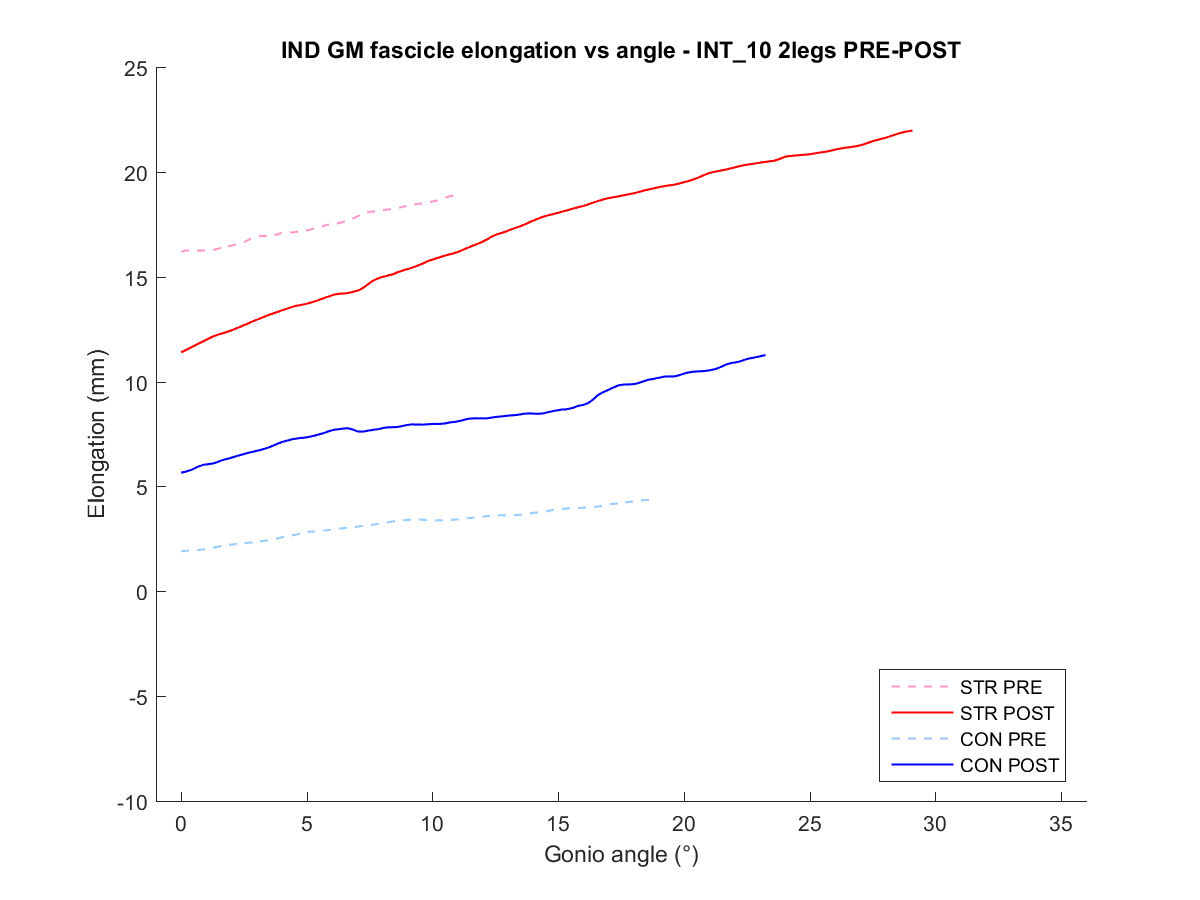 IND GM fascicle elongation vs angle - INT_10 2legs PRE-POST
25
20
15
10
5
0
-5
-10
Elongation (mm)
0 5 10 15 20 25 30 35
Gonio angle (°)
STR PRE
STR POST
CON PRE
CON POST